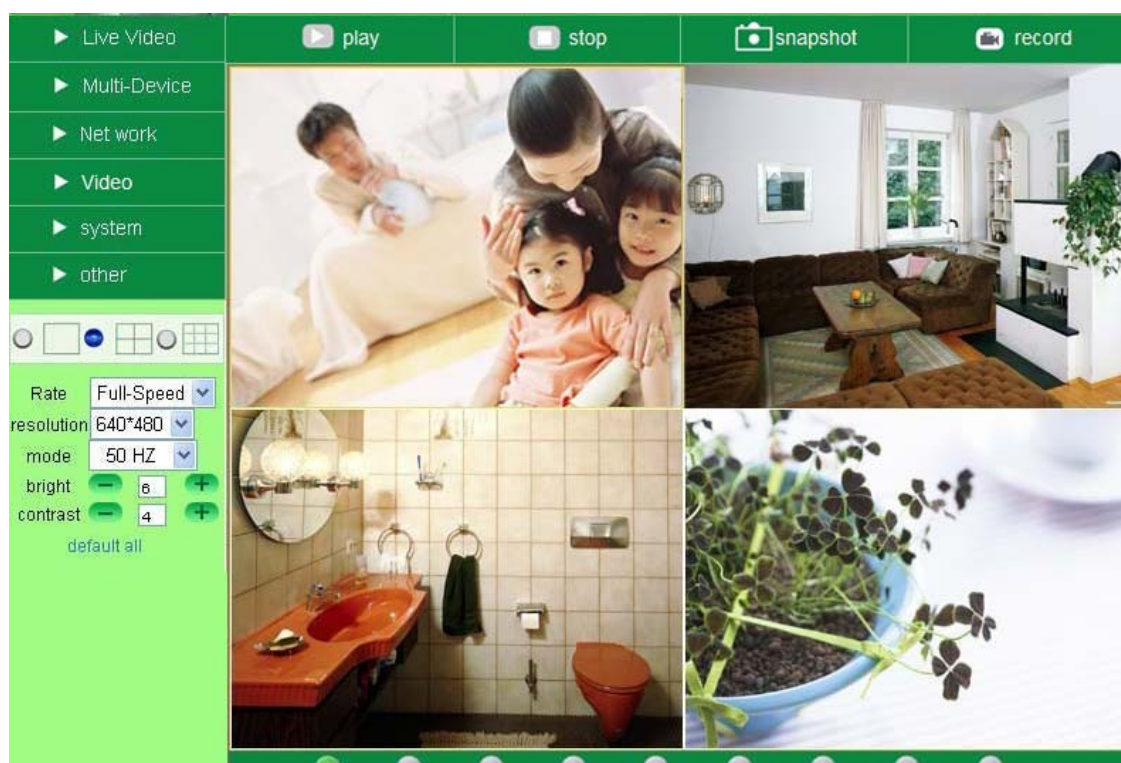 Live Video
play
stop
snapshot
record
Multi-Device
Net work
Video
system
other
Rate Full-Speed
resolution 640*480
mode 50 HZ
bright 6
contrast 4
default all